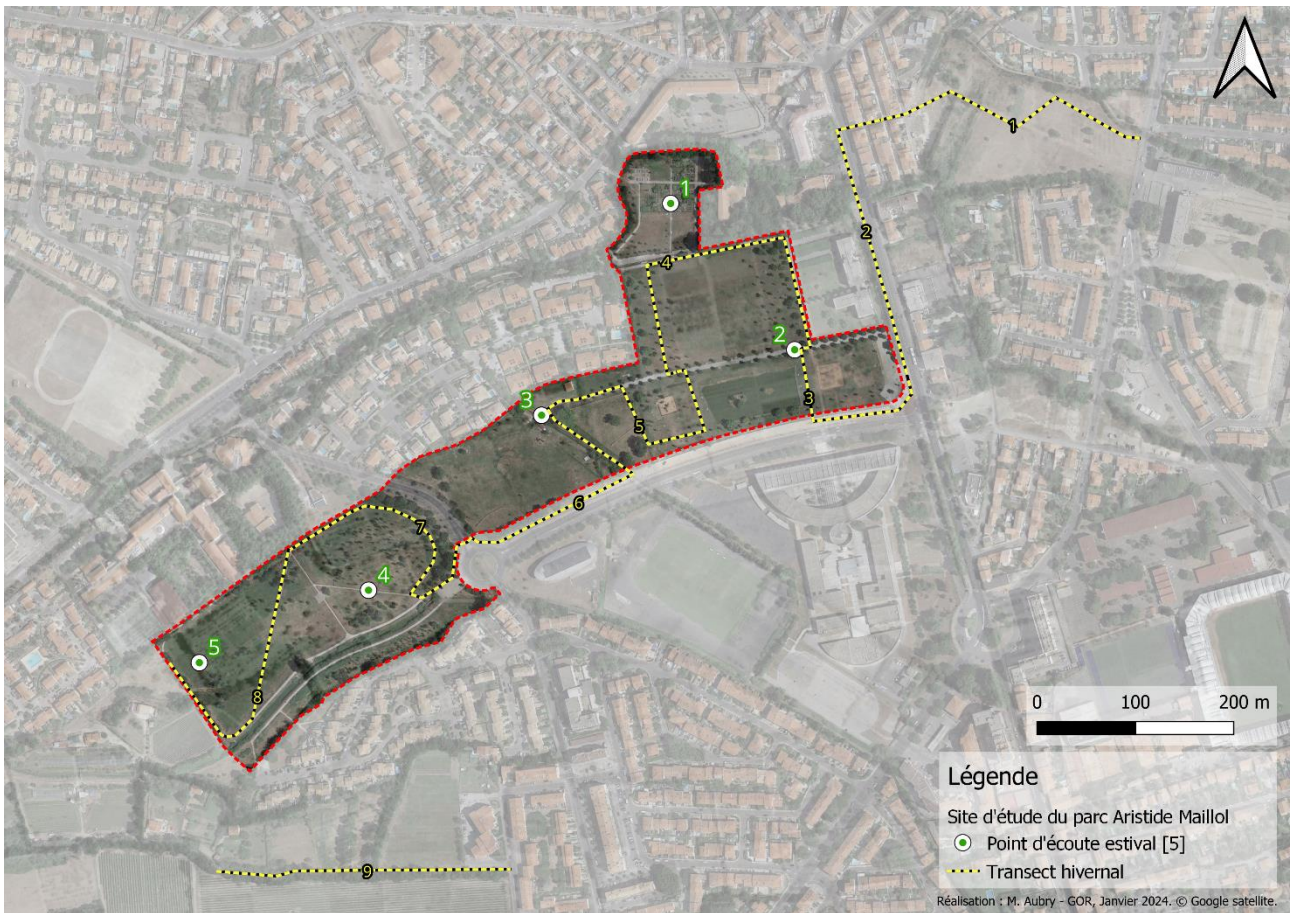 1
2
1
4
2
3
3
5
6
7
4
5
8
9
0 100 200 m
Légende
Site d'étude du parc Aristide Maillol
Point d'écoute estival [5]
Transect hivernal
Réalisation : M. Aubry - GOR, Janvier 2024. © Google satellite.